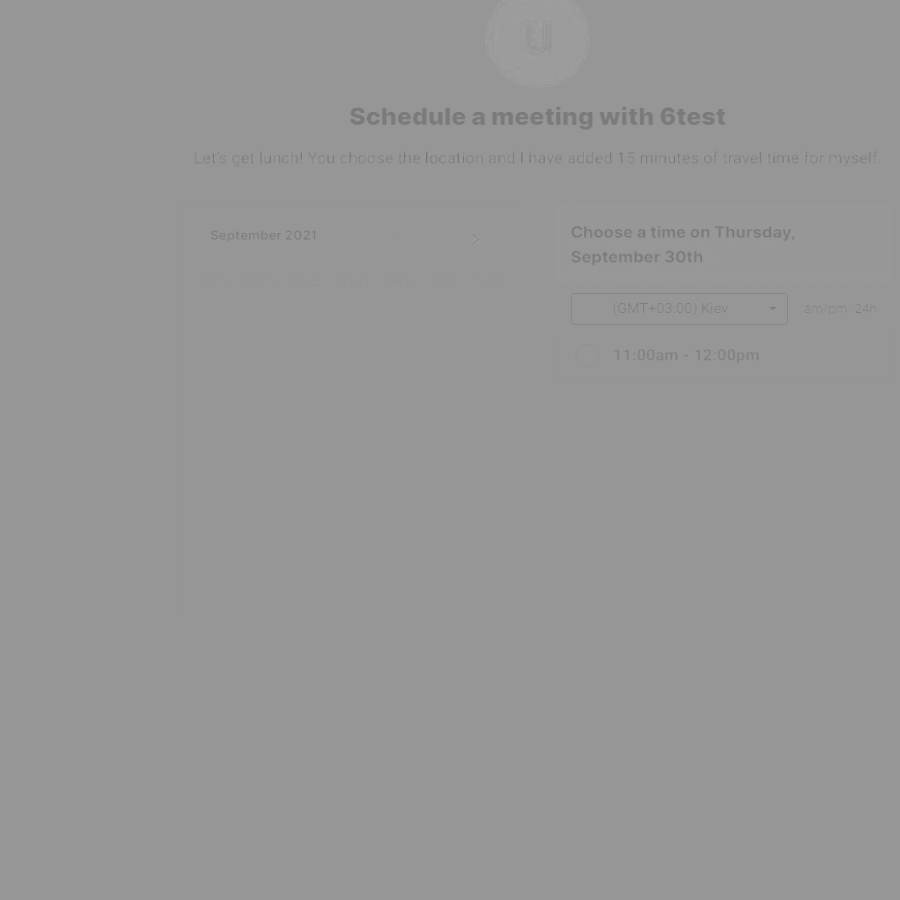 Schedule a meeting with 6test
Let's get lunch! You choose the location and I have added 15 minutes of travel time for myself.
September 2021
Choose a time on Thursday,
September 30th
(GMT+03:00) Kiev
am/pm 24h
11:00am - 12:00pm